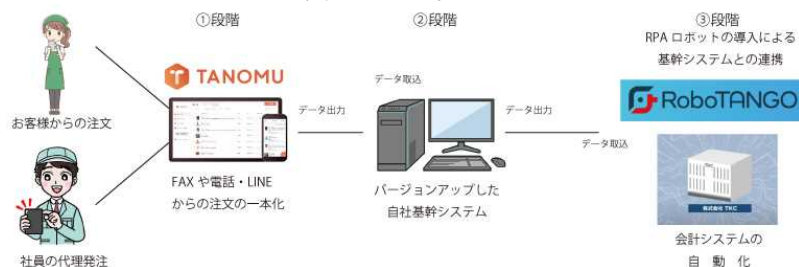 ①段階
②段階
③段階
RPA ロボットの導入による
基幹システムとの連携
TANOMU
データ取込
RoboTANGO
お客様からの注文
データ出力
データ出力
データ取込
FAX や電話・LINE
からの注文の一本化
バージョンアップした
自社基幹システム
株式会社 TKC
会計システムの
自 動 化
社員の代理発注